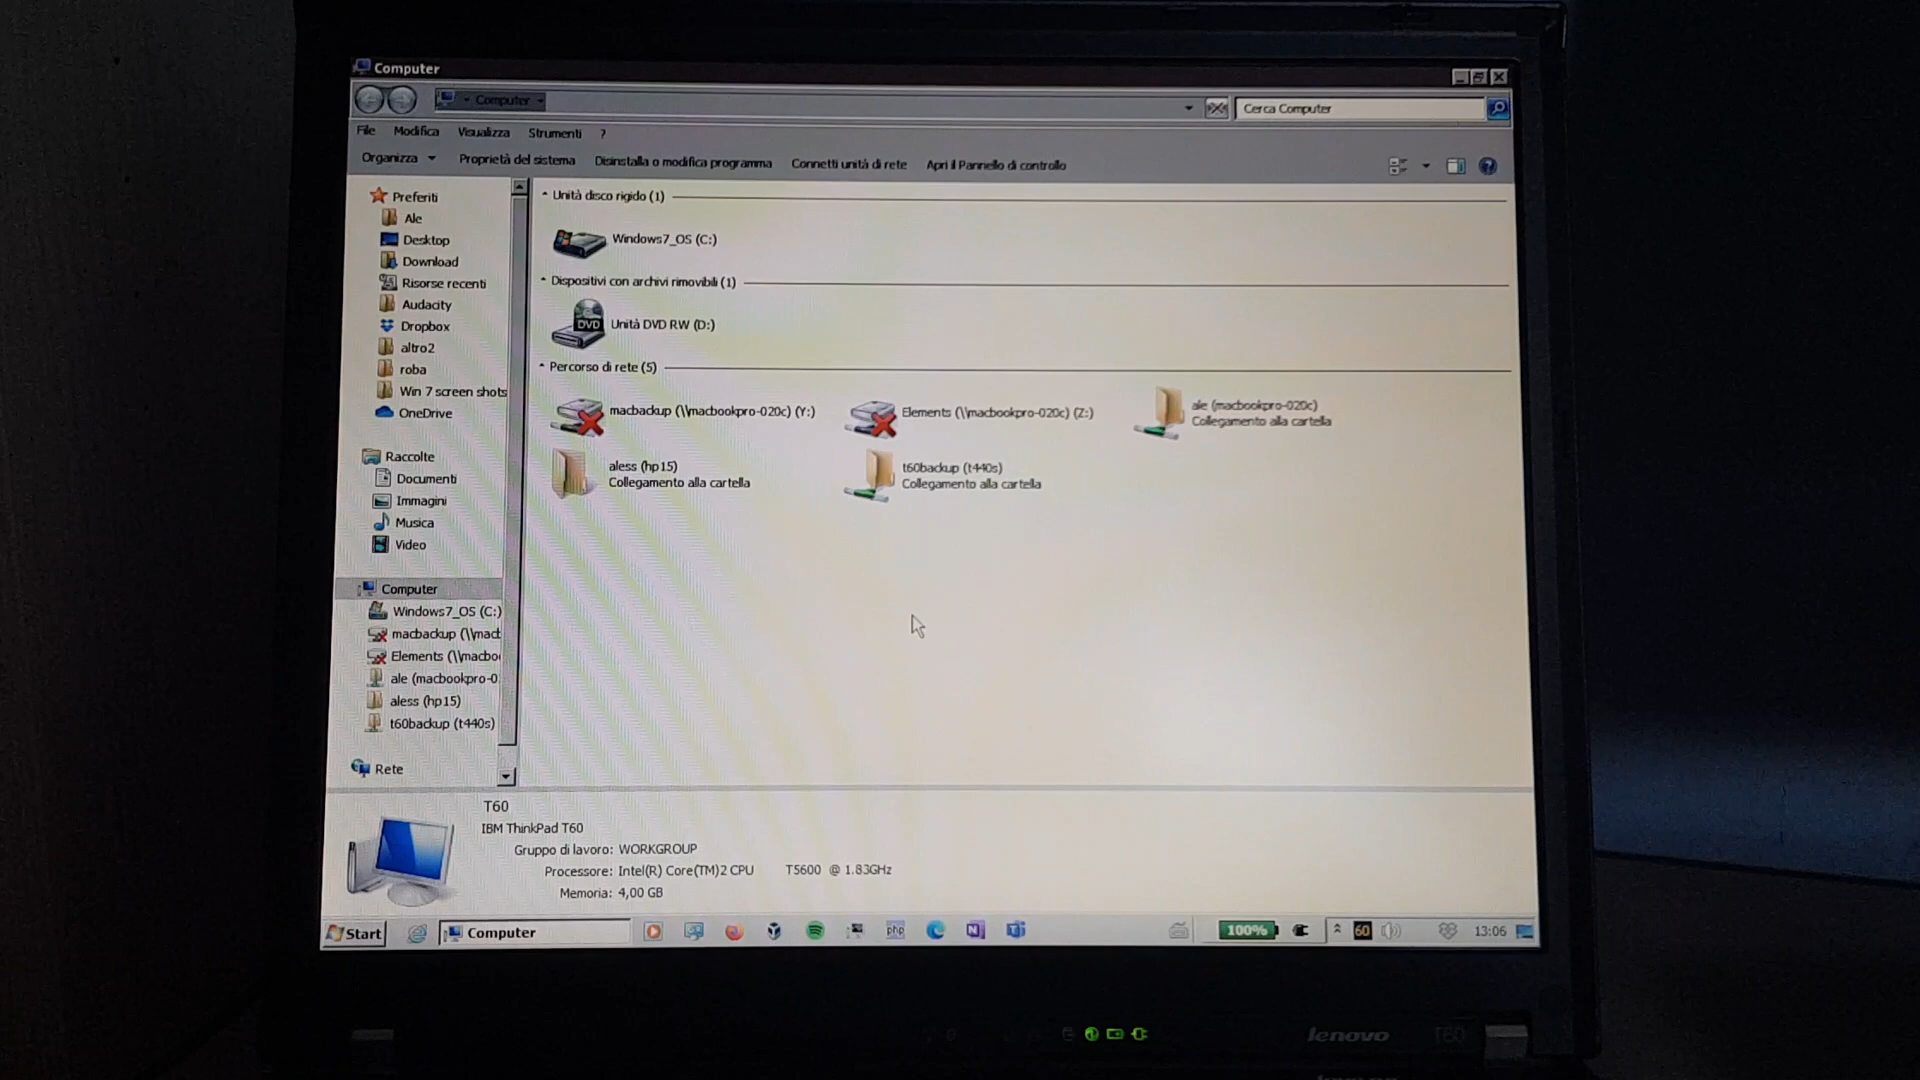 Computer
Computer
Cerca Computer
File Modifica Visualizza Strumenti ?
Organizza Proprietà del sistema Disinstalla o modifica programma Connetti unità di rete Apri il Pannello di controllo
Preferiti
Ale
Desktop
Download
Risorse recenti
Audacity
Dropbox
altro2
roba
Win 7 screen shots
OneDrive
Raccolte
Documenti
Immagini
Musica
Video
Computer
Windows7_OS (C:)
macbackup (\\macb
Elements (\\macbo
ale (macbookpro-0
aless (hp15)
t60backup (t440s)
Rete
Unità disco rigido (1)
Windows7_OS (C:)
Dispositivi con archivi rimovibili (1)
DVD
Unità DVD RW (D:)
Percorso di rete (5)
macbackup (\\macbookpro-020c) (Y:)
Elements (\\macbookpro-020c) (Z:)
ale (macbookpro-020c)
Collegamento alla cartella
aless (hp15)
Collegamento alla cartella
t60backup (t440s)
Collegamento alla cartella
T60
IBM ThinkPad T60
Gruppo di lavoro: WORKGROUP
Processore: Intel(R) Core(TM)2 CPU T5600 @ 1.83GHz
Memoria: 4,00 GB
Start
Computer
php
100%
60
13:06
lenovo T60